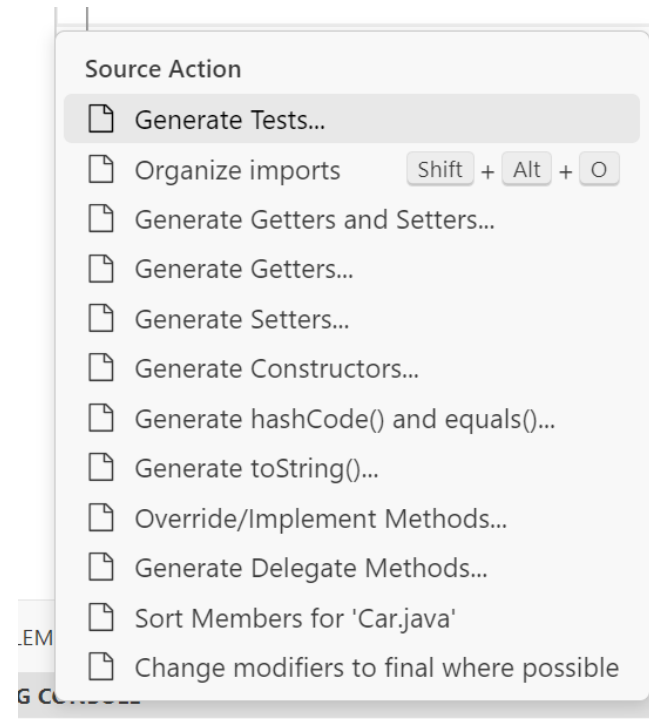 Source Action
Generate Tests...
Organize imports Shift + Alt + O
Generate Getters and Setters...
Generate Getters...
Generate Setters...
Generate Constructors...
Generate hashCode() and equals()...
Generate toString()...
Override/Implement Methods...
Generate Delegate Methods...
Sort Members for 'Car.java'
LEM
Change modifiers to final where possible